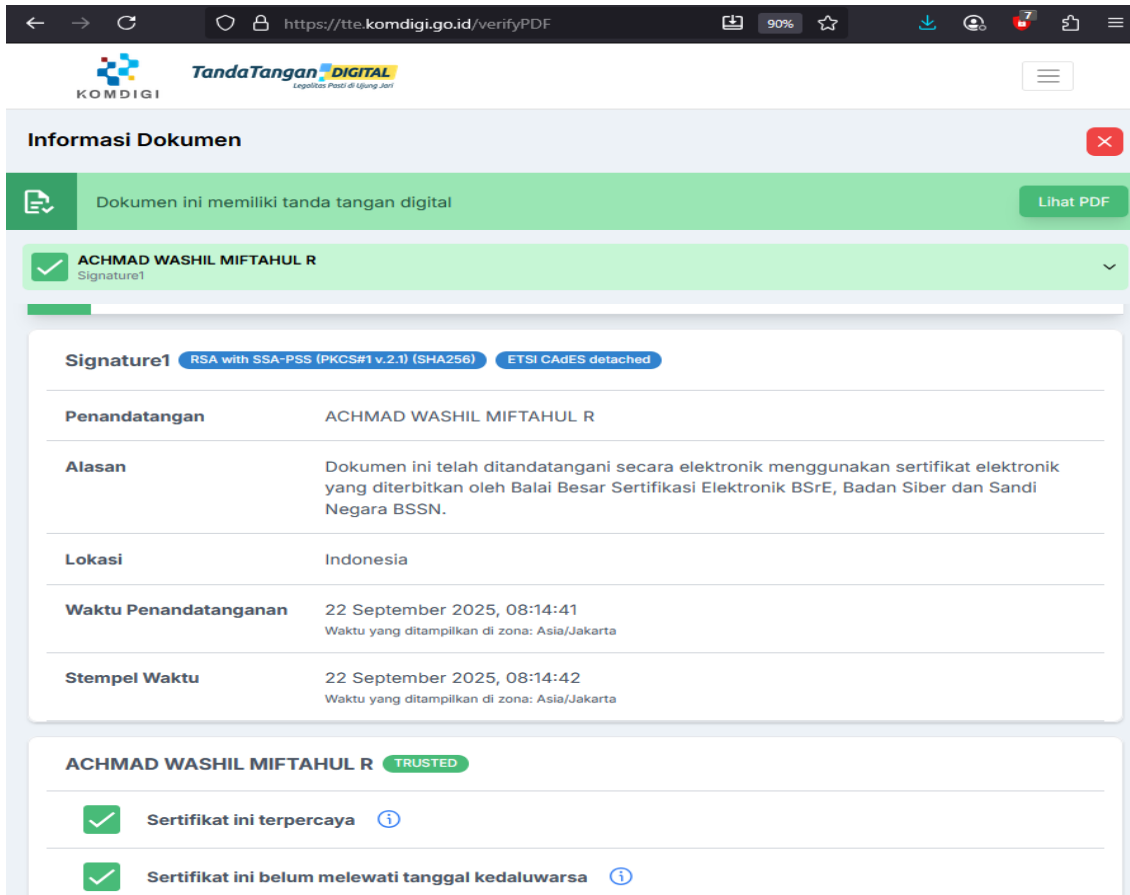 https://tte.komdigi.go.id/verifyPDF
90%
7
KOMDIGI
TandaTangan DIGITAL
Legalitas Pasti di Ujung Jari
Informasi Dokumen
Dokumen ini memiliki tanda tangan digital
Lihat PDF
ACHMAD WASHIL MIFTAHUL R
Signature1
Signature1 RSA with SSA-PSS (PKCS#1 v.2.1) (SHA256) ETSI CAdES detached
Penandatangan ACHMAD WASHIL MIFTAHUL R
Alasan Dokumen ini telah ditandatangani secara elektronik menggunakan sertifikat elektronik
yang diterbitkan oleh Balai Besar Sertifikasi Elektronik BSrE, Badan Siber dan Sandi
Negara BSSN.
Lokasi Indonesia
Waktu Penandatanganan 22 September 2025, 08:14:41
Waktu yang ditampilkan di zona: Asia/Jakarta
Stempel Waktu 22 September 2025, 08:14:42
Waktu yang ditampilkan di zona: Asia/Jakarta
ACHMAD WASHIL MIFTAHUL R TRUSTED
Sertifikat ini terpercaya
Sertifikat ini belum melewati tanggal kedaluwarsa